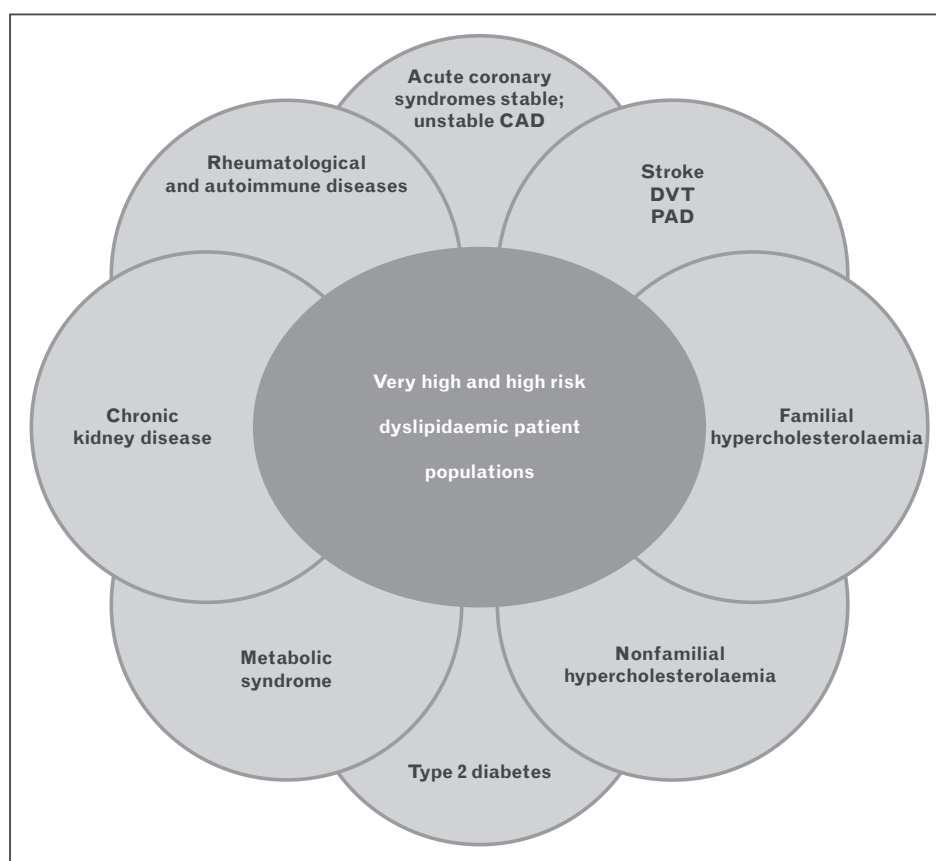 Acute coronary
syndromes stable;
unstable CAD
Rheumatological
and autoimmune diseases
Stroke
DVT
PAD
Very high and high risk
dyslipidaemic patient
populations
Chronic
kidney disease
Familial
hypercholesterolaemia
Metabolic
syndrome
Nonfamilial
hypercholesterolaemia
Type 2 diabetes